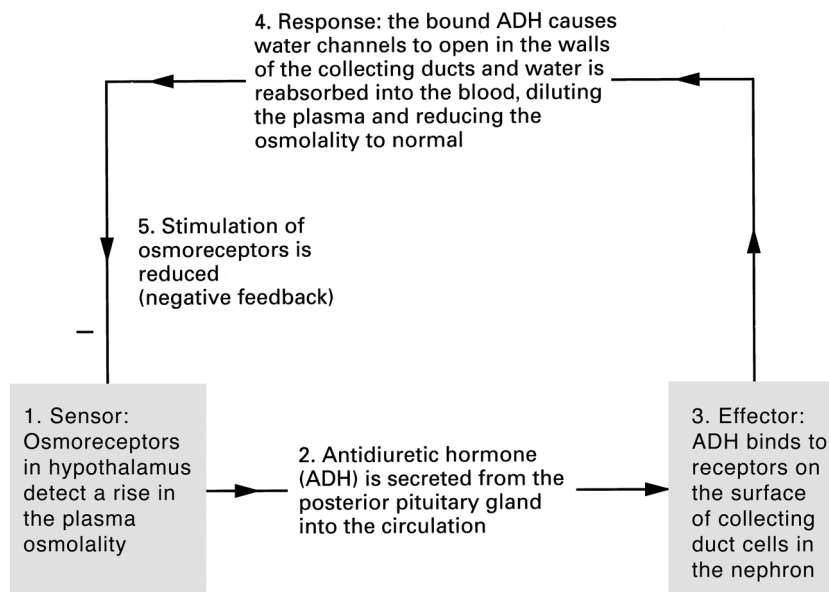 4. Response: the bound ADH causes
water channels to open in the walls
of the collecting ducts and water is
reabsorbed into the blood, diluting
the plasma and reducing the
osmolality to normal
5. Stimulation of
osmoreceptors is
reduced
(negative feedback)
–
1. Sensor:
Osmoreceptors
in hypothalamus
detect a rise in
the plasma
osmolality
2. Antidiuretic hormone
(ADH) is secreted from the
posterior pituitary gland
into the circulation
3. Effector:
ADH binds to
receptors on
the surface
of collecting
duct cells in
the nephron